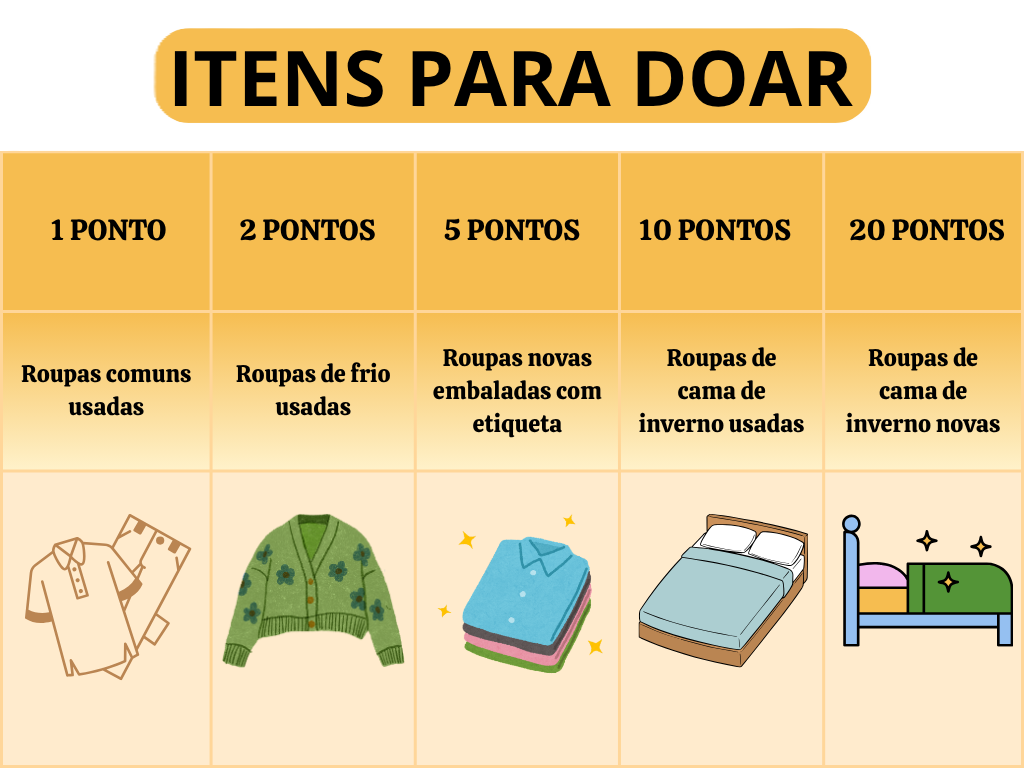 ITENS PARA DOAR
1 PONTO
2 PONTOS
5 PONTOS
10 PONTOS
20 PONTOS
Roupas comuns
usadas
Roupas de frio
usadas
Roupas novas
embaladas com
etiqueta
Roupas de
cama de
inverno usadas
Roupas de
cama de
inverno novas